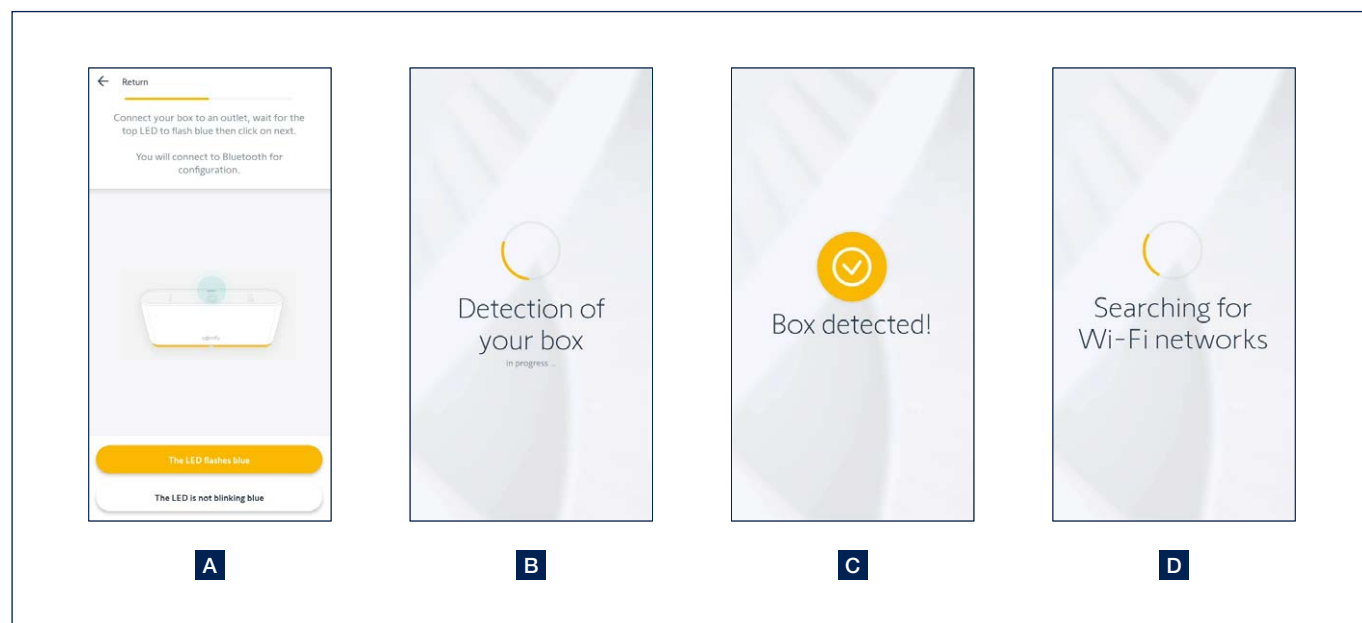 Return
Connect your box to an outlet, wait for the
top LED to flash blue then click on next.
You will connect to Bluetooth for
configuration.
somfy
The LED flashes blue
The LED is not blinking blue
A
Detection of
your box
in progress ...
B
Box detected!
C
Searching for
Wi-Fi networks
D